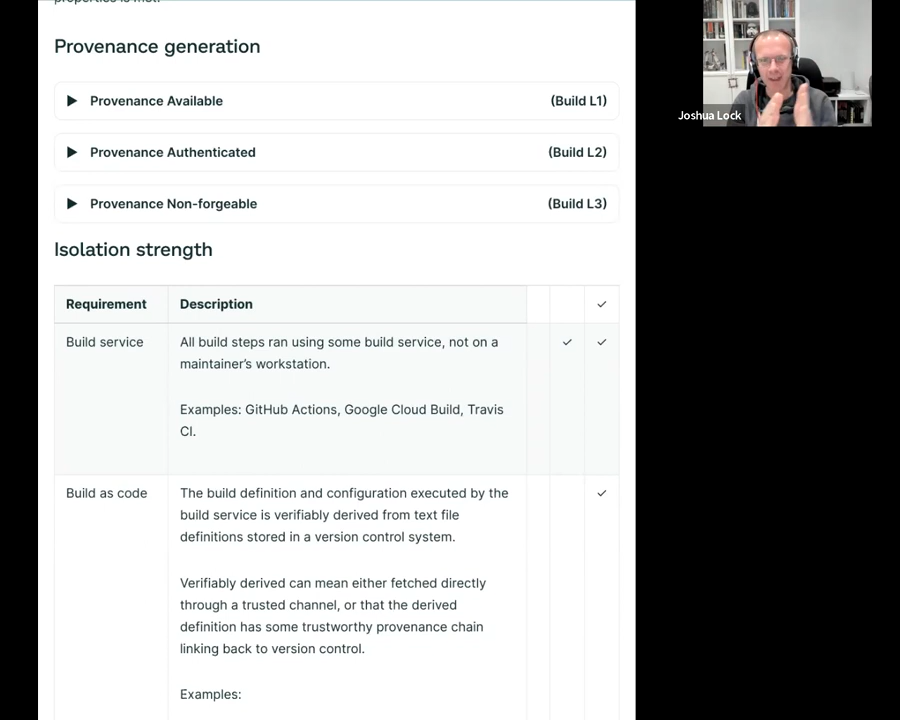 properties is met.
Provenance generation
Provenance Available (Build L1)
Provenance Authenticated (Build L2)
Provenance Non-forgeable (Build L3)
Isolation strength
Requirement Description ✓
Build service All build steps ran using some build service, not on a ✓ ✓
maintainer’s workstation.
Examples: GitHub Actions, Google Cloud Build, Travis
CI.
Build as code The build definition and configuration executed by the ✓
build service is verifiably derived from text file
definitions stored in a version control system.
Verifiably derived can mean either fetched directly
through a trusted channel, or that the derived
definition has some trustworthy provenance chain
linking back to version control.
Examples:
Joshua Lock